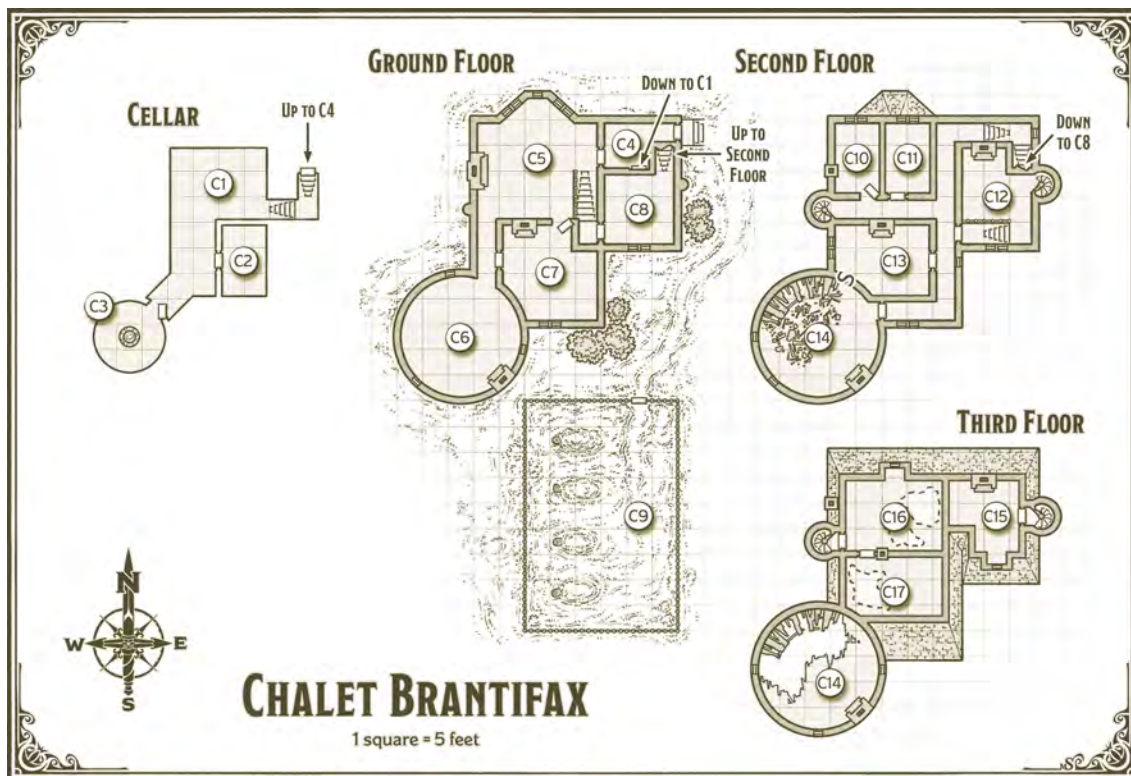 CELLAR
UP TO C4
C1
C2
C3
GROUND FLOOR
DOWN TO C1
UP TO
SECOND
FLOOR
C4
C5
C8
C7
C6
C9
SECOND FLOOR
DOWN
TO C8
C10
C11
C12
C13
S
C14
THIRD FLOOR
C16
C15
C17
C14
N
W
E
S
CHALET BRANTIFAX
1 square = 5 feet